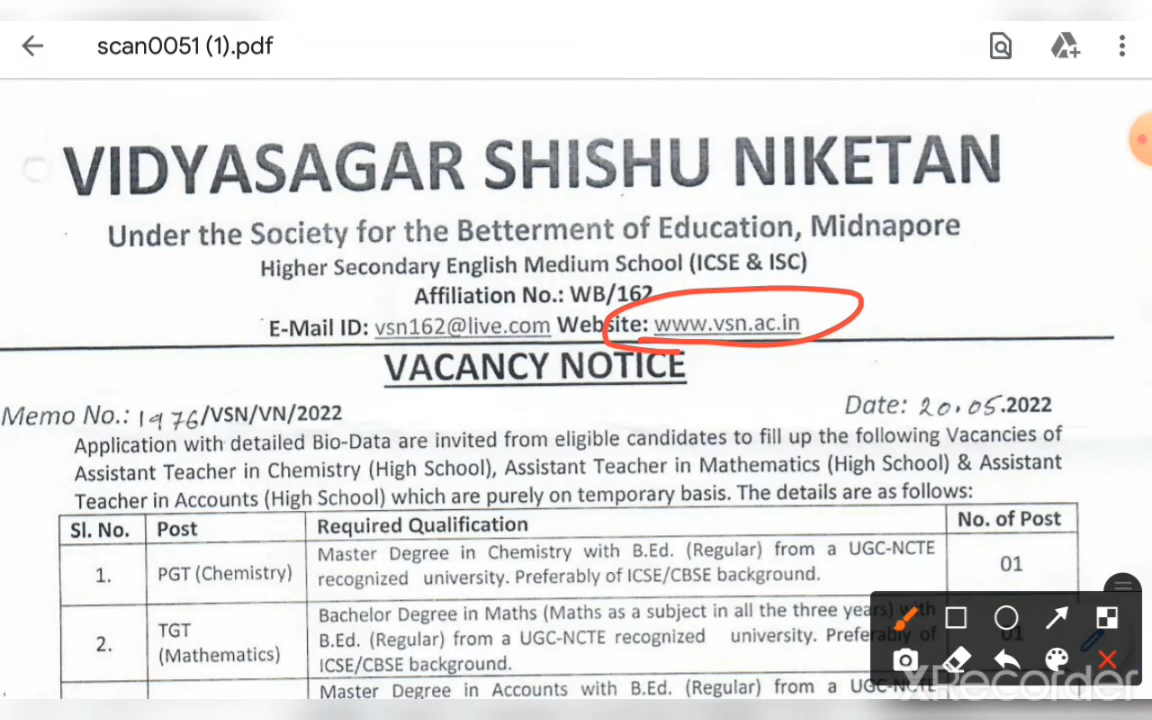 scan0051 (1).pdf
VIDYASAGAR SHISHU NIKETAN
Under the Society for the Betterment of Education, Midnapore
Higher Secondary English Medium School (ICSE & ISC)
Affiliation No.: WB/162
E-Mail ID: vsn162@live.com Website: www.vsn.ac.in
VACANCY NOTICE
Memo No.: 1976/VSN/VN/2022 Date: 20.05.2022
Application with detailed Bio-Data are invited from eligible candidates to fill up the following Vacancies of
Assistant Teacher in Chemistry (High School), Assistant Teacher in Mathematics (High School) & Assistant
Teacher in Accounts (High School) which are purely on temporary basis. The details are as follows:
Sl. No. Post Required Qualification No. of Post
1. PGT (Chemistry) Master Degree in Chemistry with B.Ed. (Regular) from a UGC-NCTE
recognized university. Preferably of ICSE/CBSE background. 01
2. TGT (Mathematics) Bachelor Degree in Maths (Maths as a subject in all the three years) with
B.Ed. (Regular) from a UGC-NCTE recognized university. Preferably of 01
ICSE/CBSE background.
Master Degree in Accounts with B.Ed. (Regular) from a UGC-NCTE
XRecorder